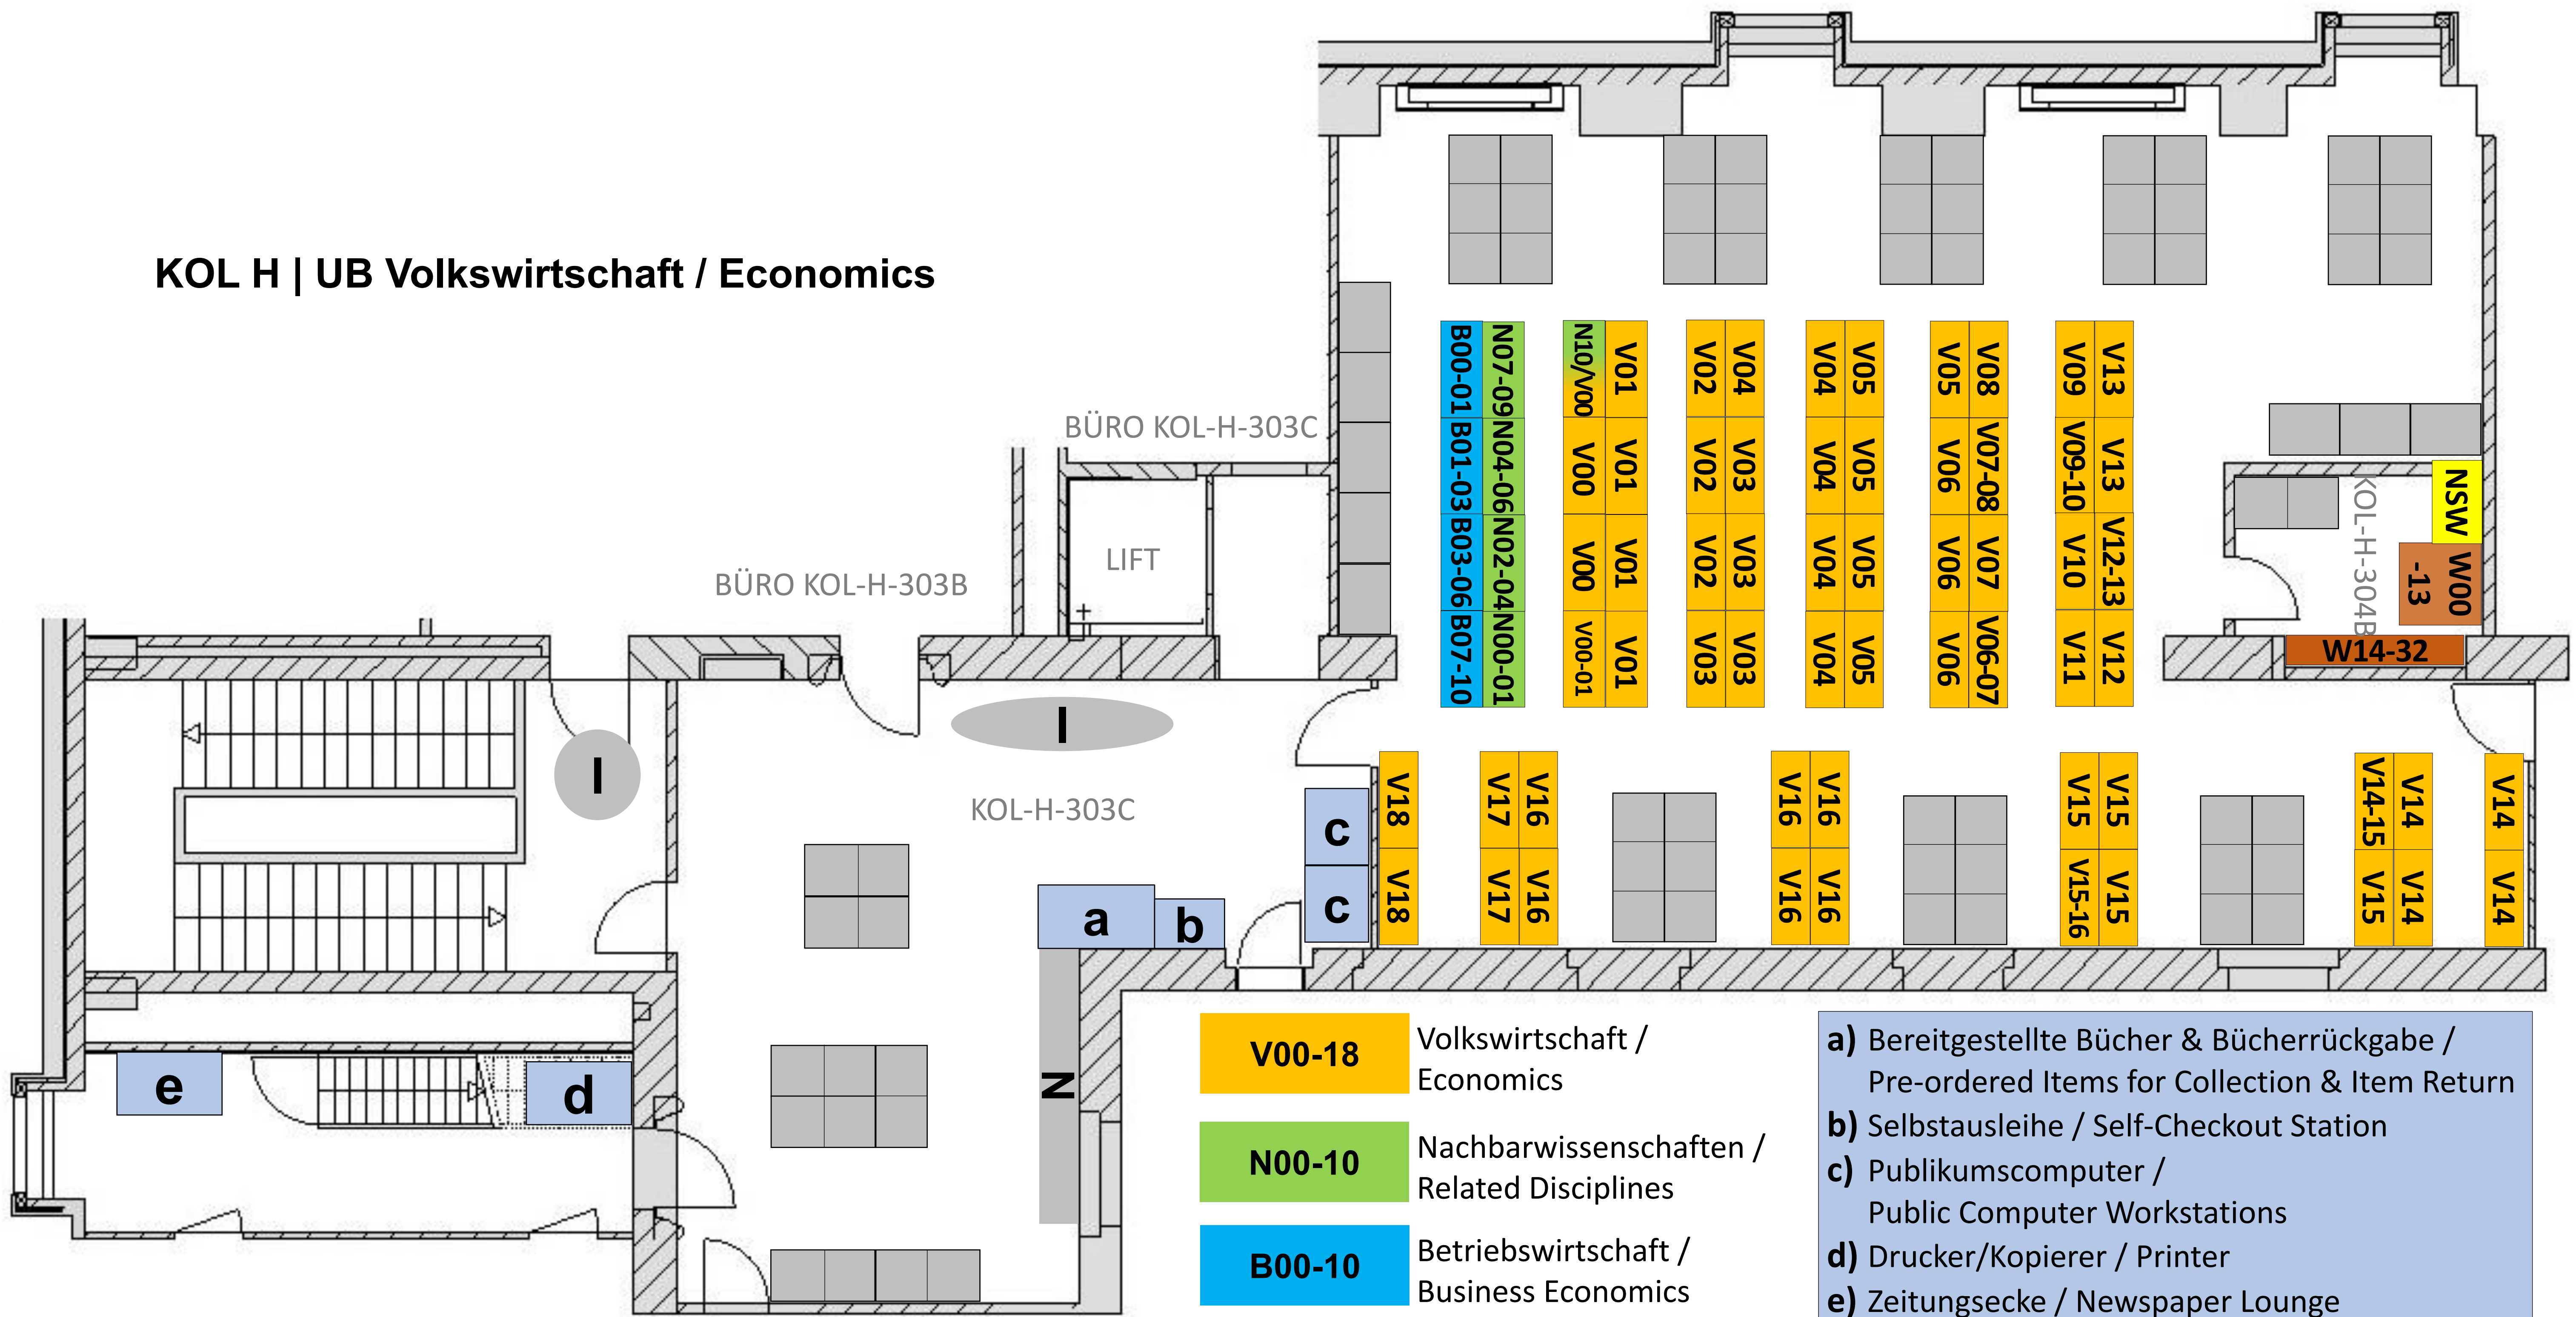 KOL H | UB Volkswirtschaft / Economics
BÜRO KOL-H-303C
BÜRO KOL-H-303B
LIFT
KOL-H-303C
KOL-H-304B
B00-01
B01-03
B03-06
B07-10
N07-09
N04-06
N02-04
N00-01
N10/V00
V00
V00
V00-01
V01
V01
V01
V01
V02
V02
V02
V03
V04
V03
V03
V03
V04
V04
V04
V04
V05
V05
V05
V05
V05
V06
V06
V06
V08
V07-08
V07
V06-07
V09
V09-10
V10
V11
V13
V13
V12-13
V12
NSW
W00
-13
W14-32
V18
V18
V17
V17
V16
V16
V16
V16
V16
V16
V15
V15-16
V15
V15
V14-15
V15
V14
V14
V14
V14
I
I
c
c
a
b
e
d
N
V00-18
Volkswirtschaft /
Economics
N00-10
Nachbarwissenschaften /
Related Disciplines
B00-10
Betriebswirtschaft /
Business Economics
a) Bereitgestellte Bücher & Bücherrückgabe /
Pre-ordered Items for Collection & Item Return
b) Selbstausleihe / Self-Checkout Station
c) Publikumscomputer /
Public Computer Workstations
d) Drucker/Kopierer / Printer
e) Zeitungsecke / Newspaper Lounge